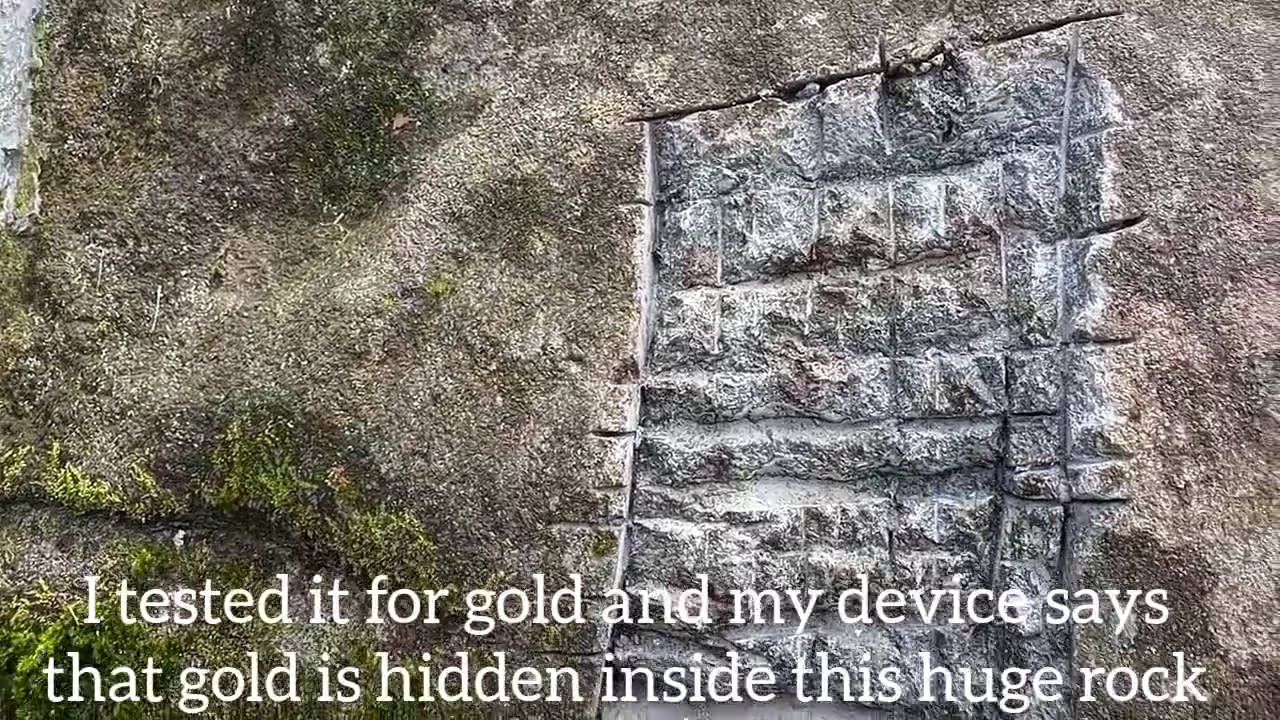 I tested it for gold and my device says
that gold is hidden inside this huge rock